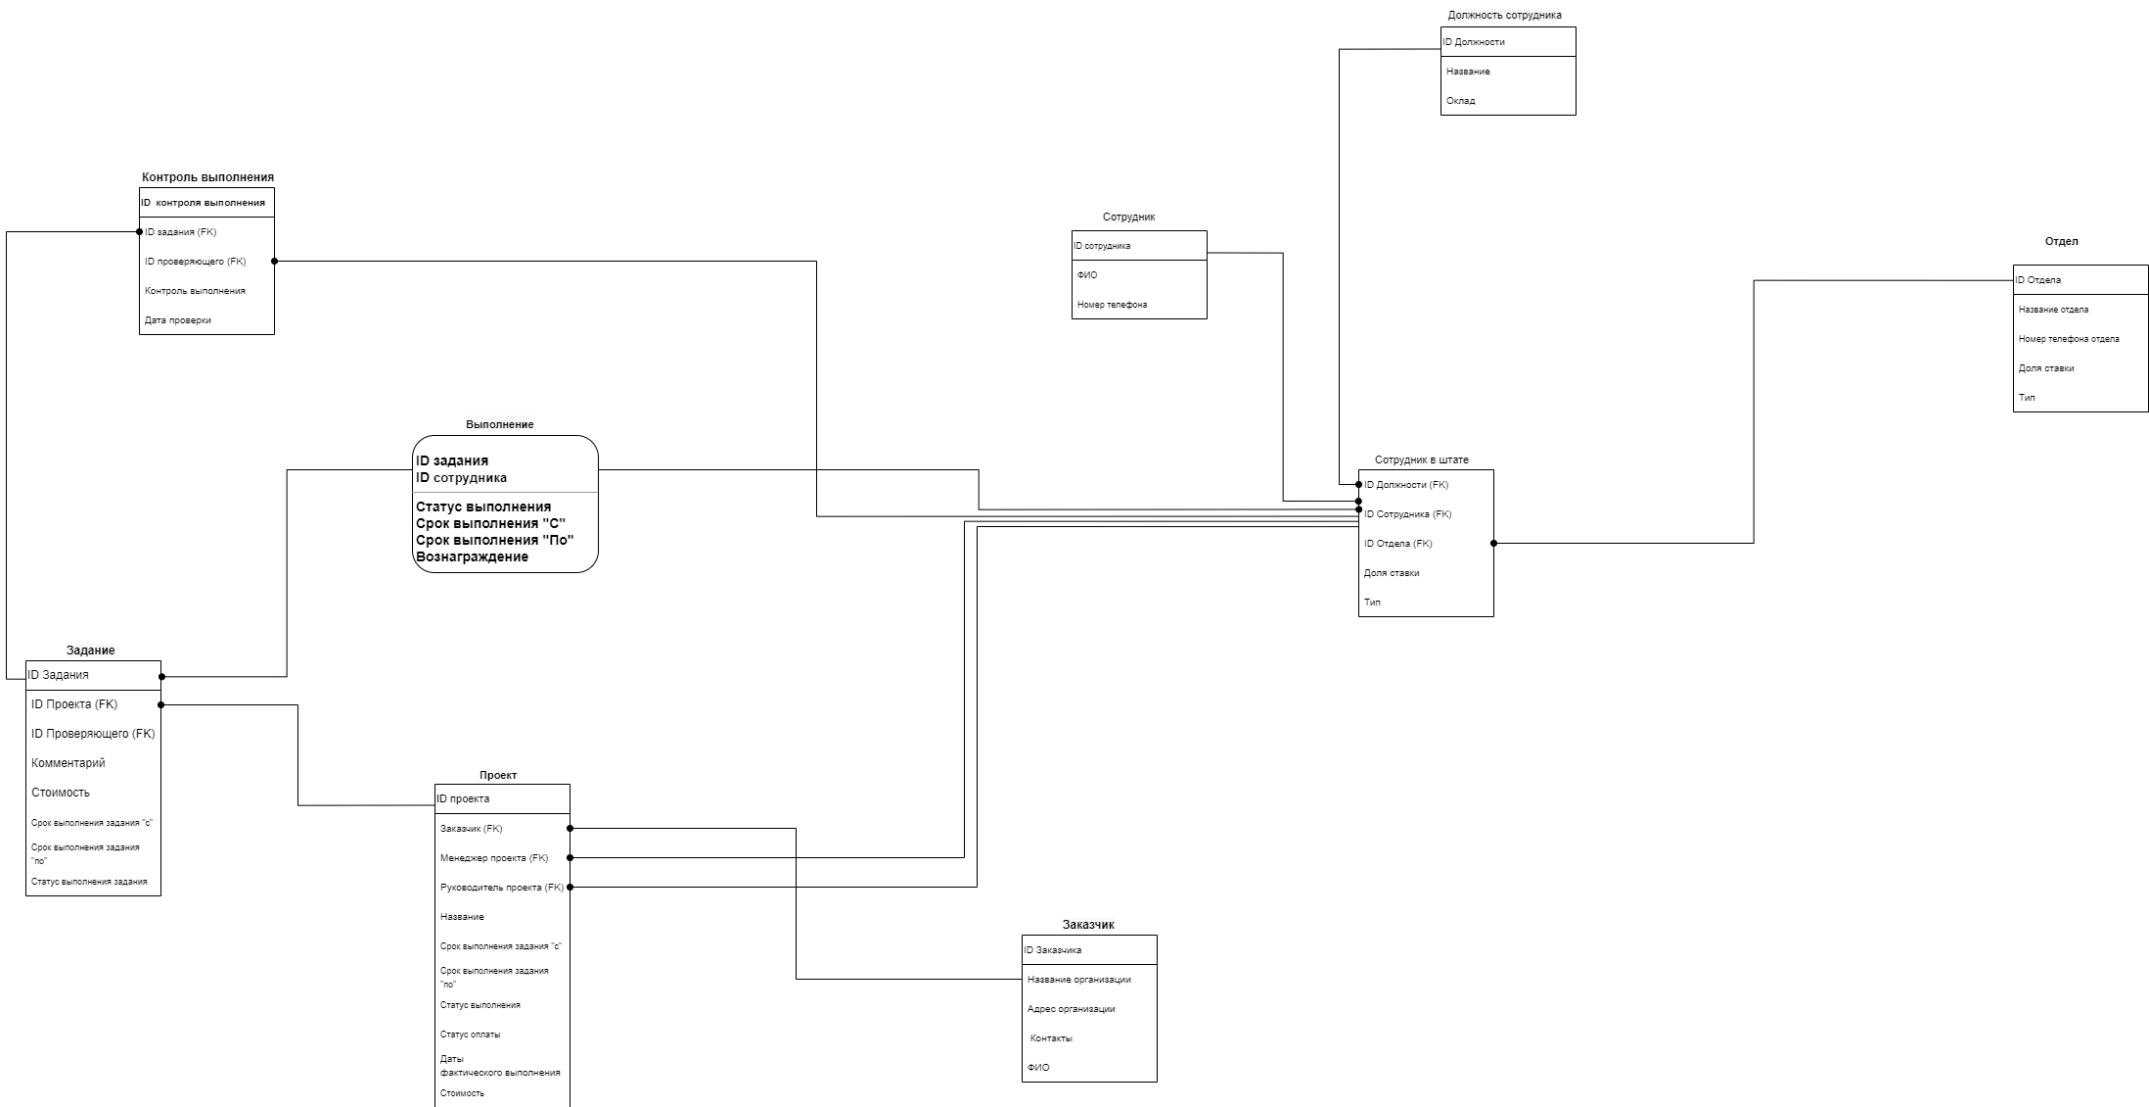 Должность сотрудника
ID Должности
Название
Оклад
Контроль выполнения
ID контроля выполнения
ID задания (FK)
ID проверяющего (FK)
Контроль выполнения
Дата проверки
Сотрудник
ID сотрудника
ФИО
Номер телефона
Отдел
ID Отдела
Название отдела
Номер телефона отдела
Доля ставки
Тип
Выполнение
ID задания
ID сотрудника
Статус выполнения
Срок выполнения "С"
Срок выполнения "По"
Вознаграждение
Сотрудник в штате
ID Должности (FK)
ID Сотрудника (FK)
ID Отдела (FK)
Доля ставки
Тип
Задание
ID Задания
ID Проекта (FK)
ID Проверяющего (FK)
Комментарий
Стоимость
Срок выполнения задания "с"
Срок выполнения задания
"по"
Статус выполнения задания
Проект
ID проекта
Заказчик (FK)
Менеджер проекта (FK)
Руководитель проекта (FK)
Название
Срок выполнения задания "с"
Срок выполнения задания
"по"
Статус выполнения
Статус оплаты
Даты
фактического выполнения
Стоимость
Заказчик
ID Заказчика
Название организации
Адрес организации
Контакты
ФИО